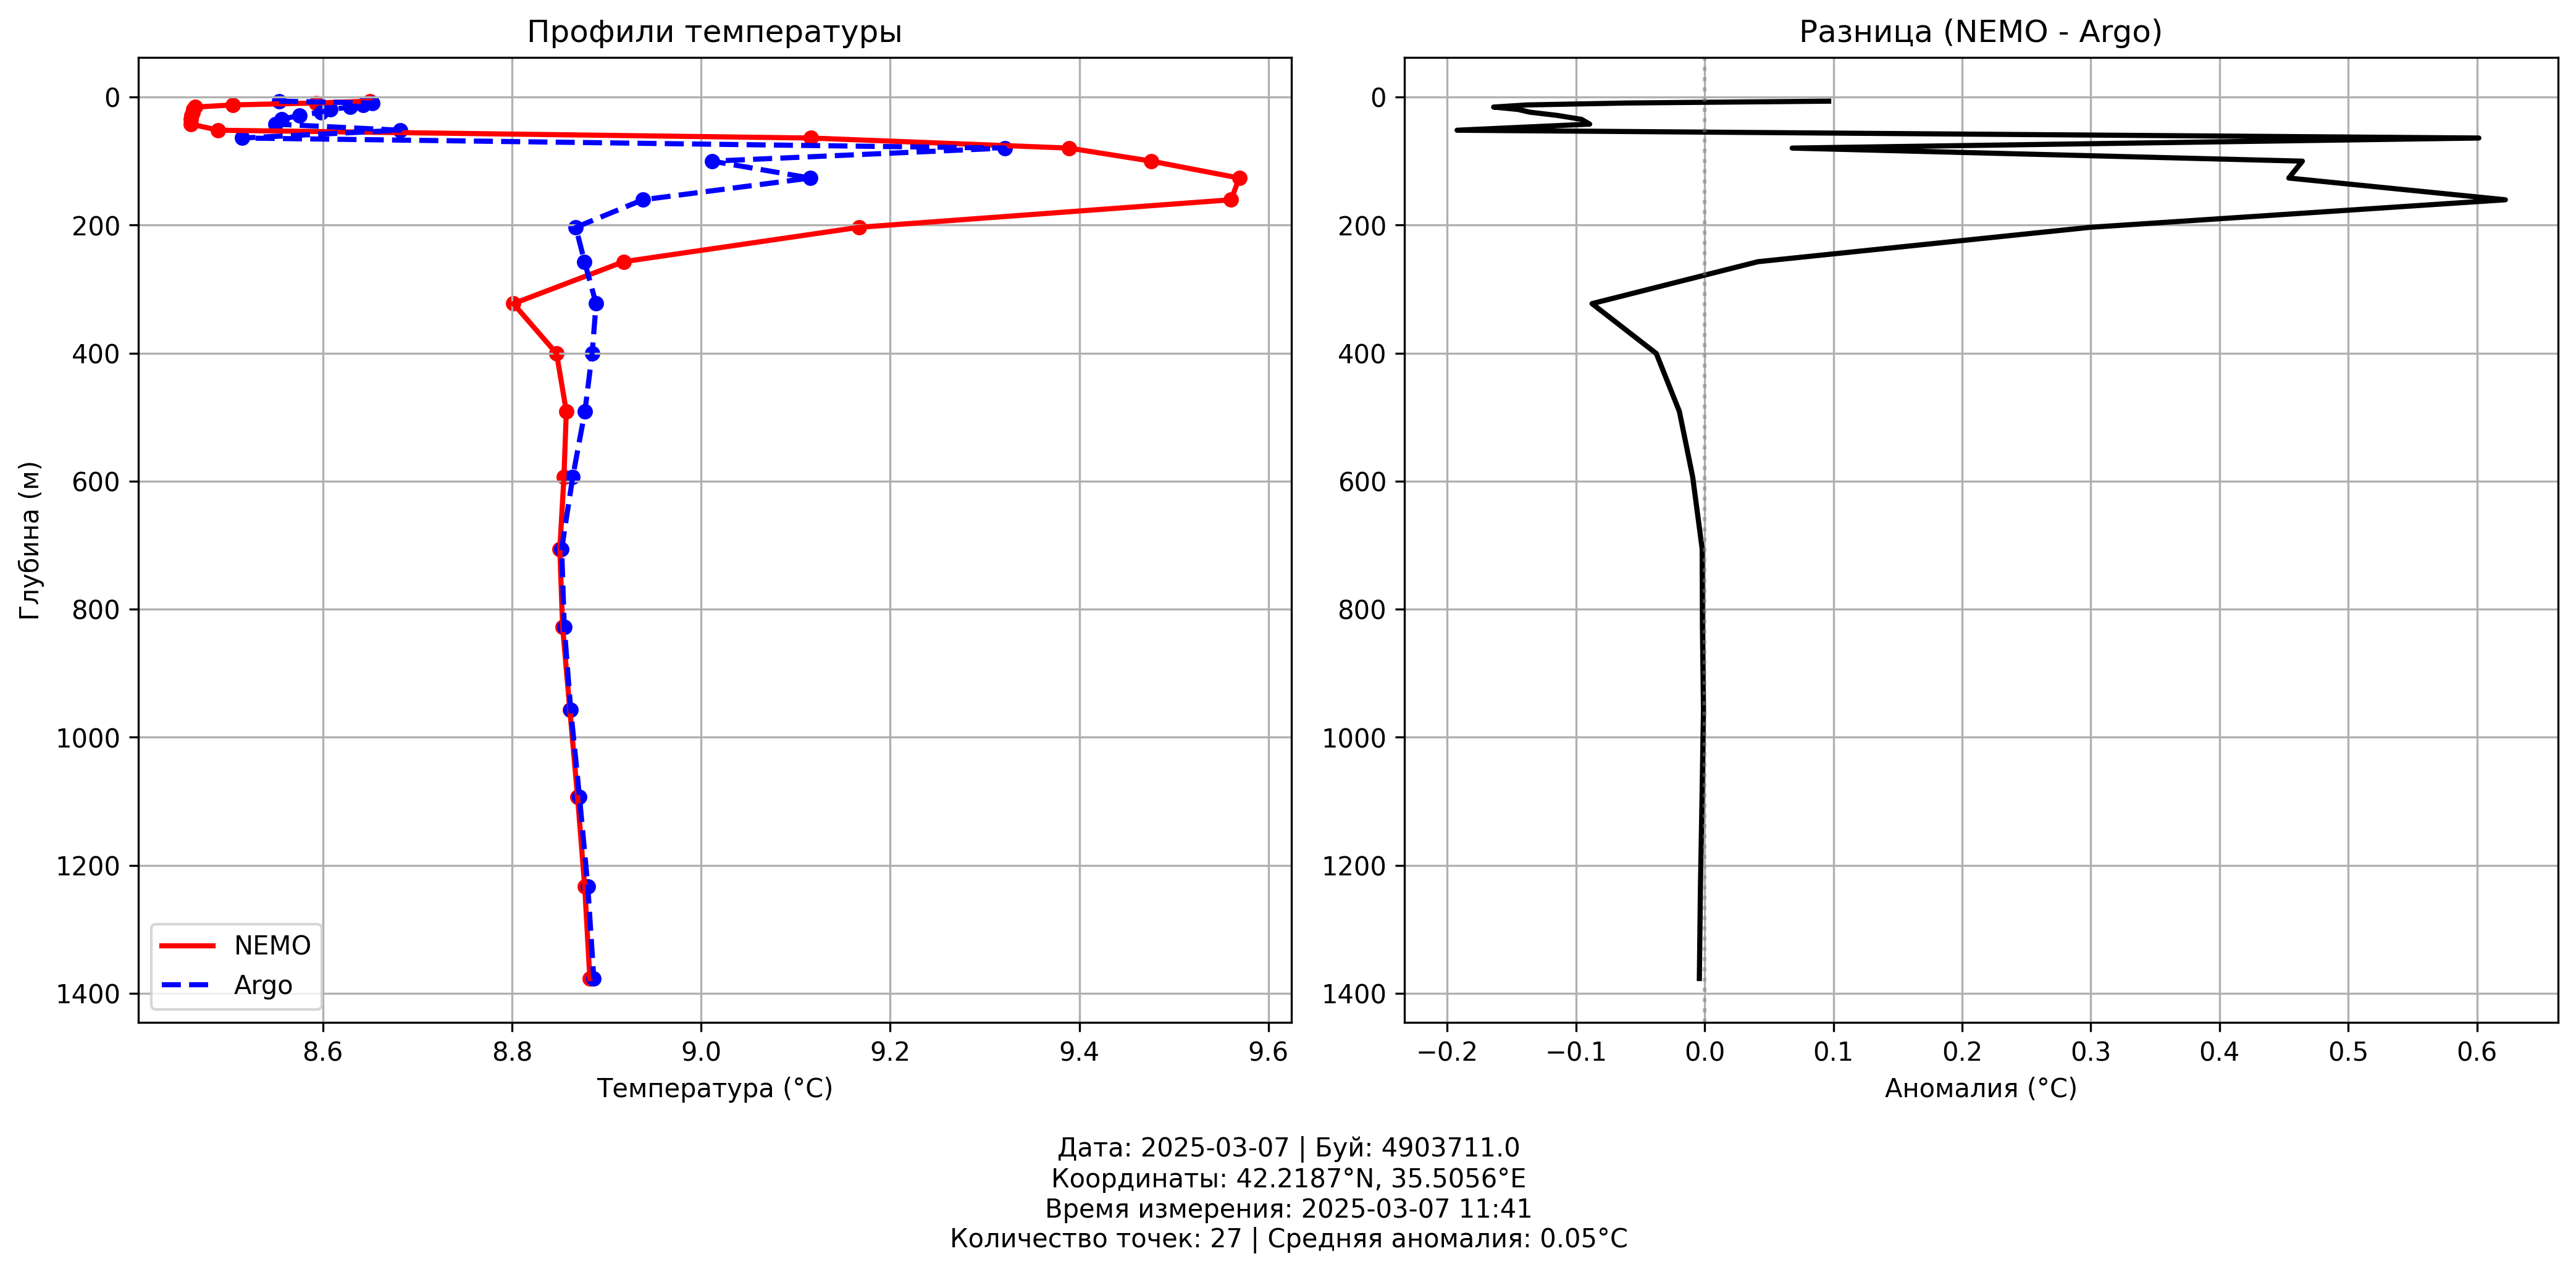 Профили температуры
0
200
400
600
800
1000
1200
1400
Глубина (м)
8.6 8.8 9.0 9.2 9.4 9.6
Температура (°C)
NEMO
Argo
Разница (NEMO - Argo)
0
200
400
600
800
1000
1200
1400
−0.2 −0.1 0.0 0.1 0.2 0.3 0.4 0.5 0.6
Аномалия (°C)
Дата: 2025-03-07 | Буй: 4903711.0
Координаты: 42.2187°N, 35.5056°E
Время измерения: 2025-03-07 11:41
Количество точек: 27 | Средняя аномалия: 0.05°C